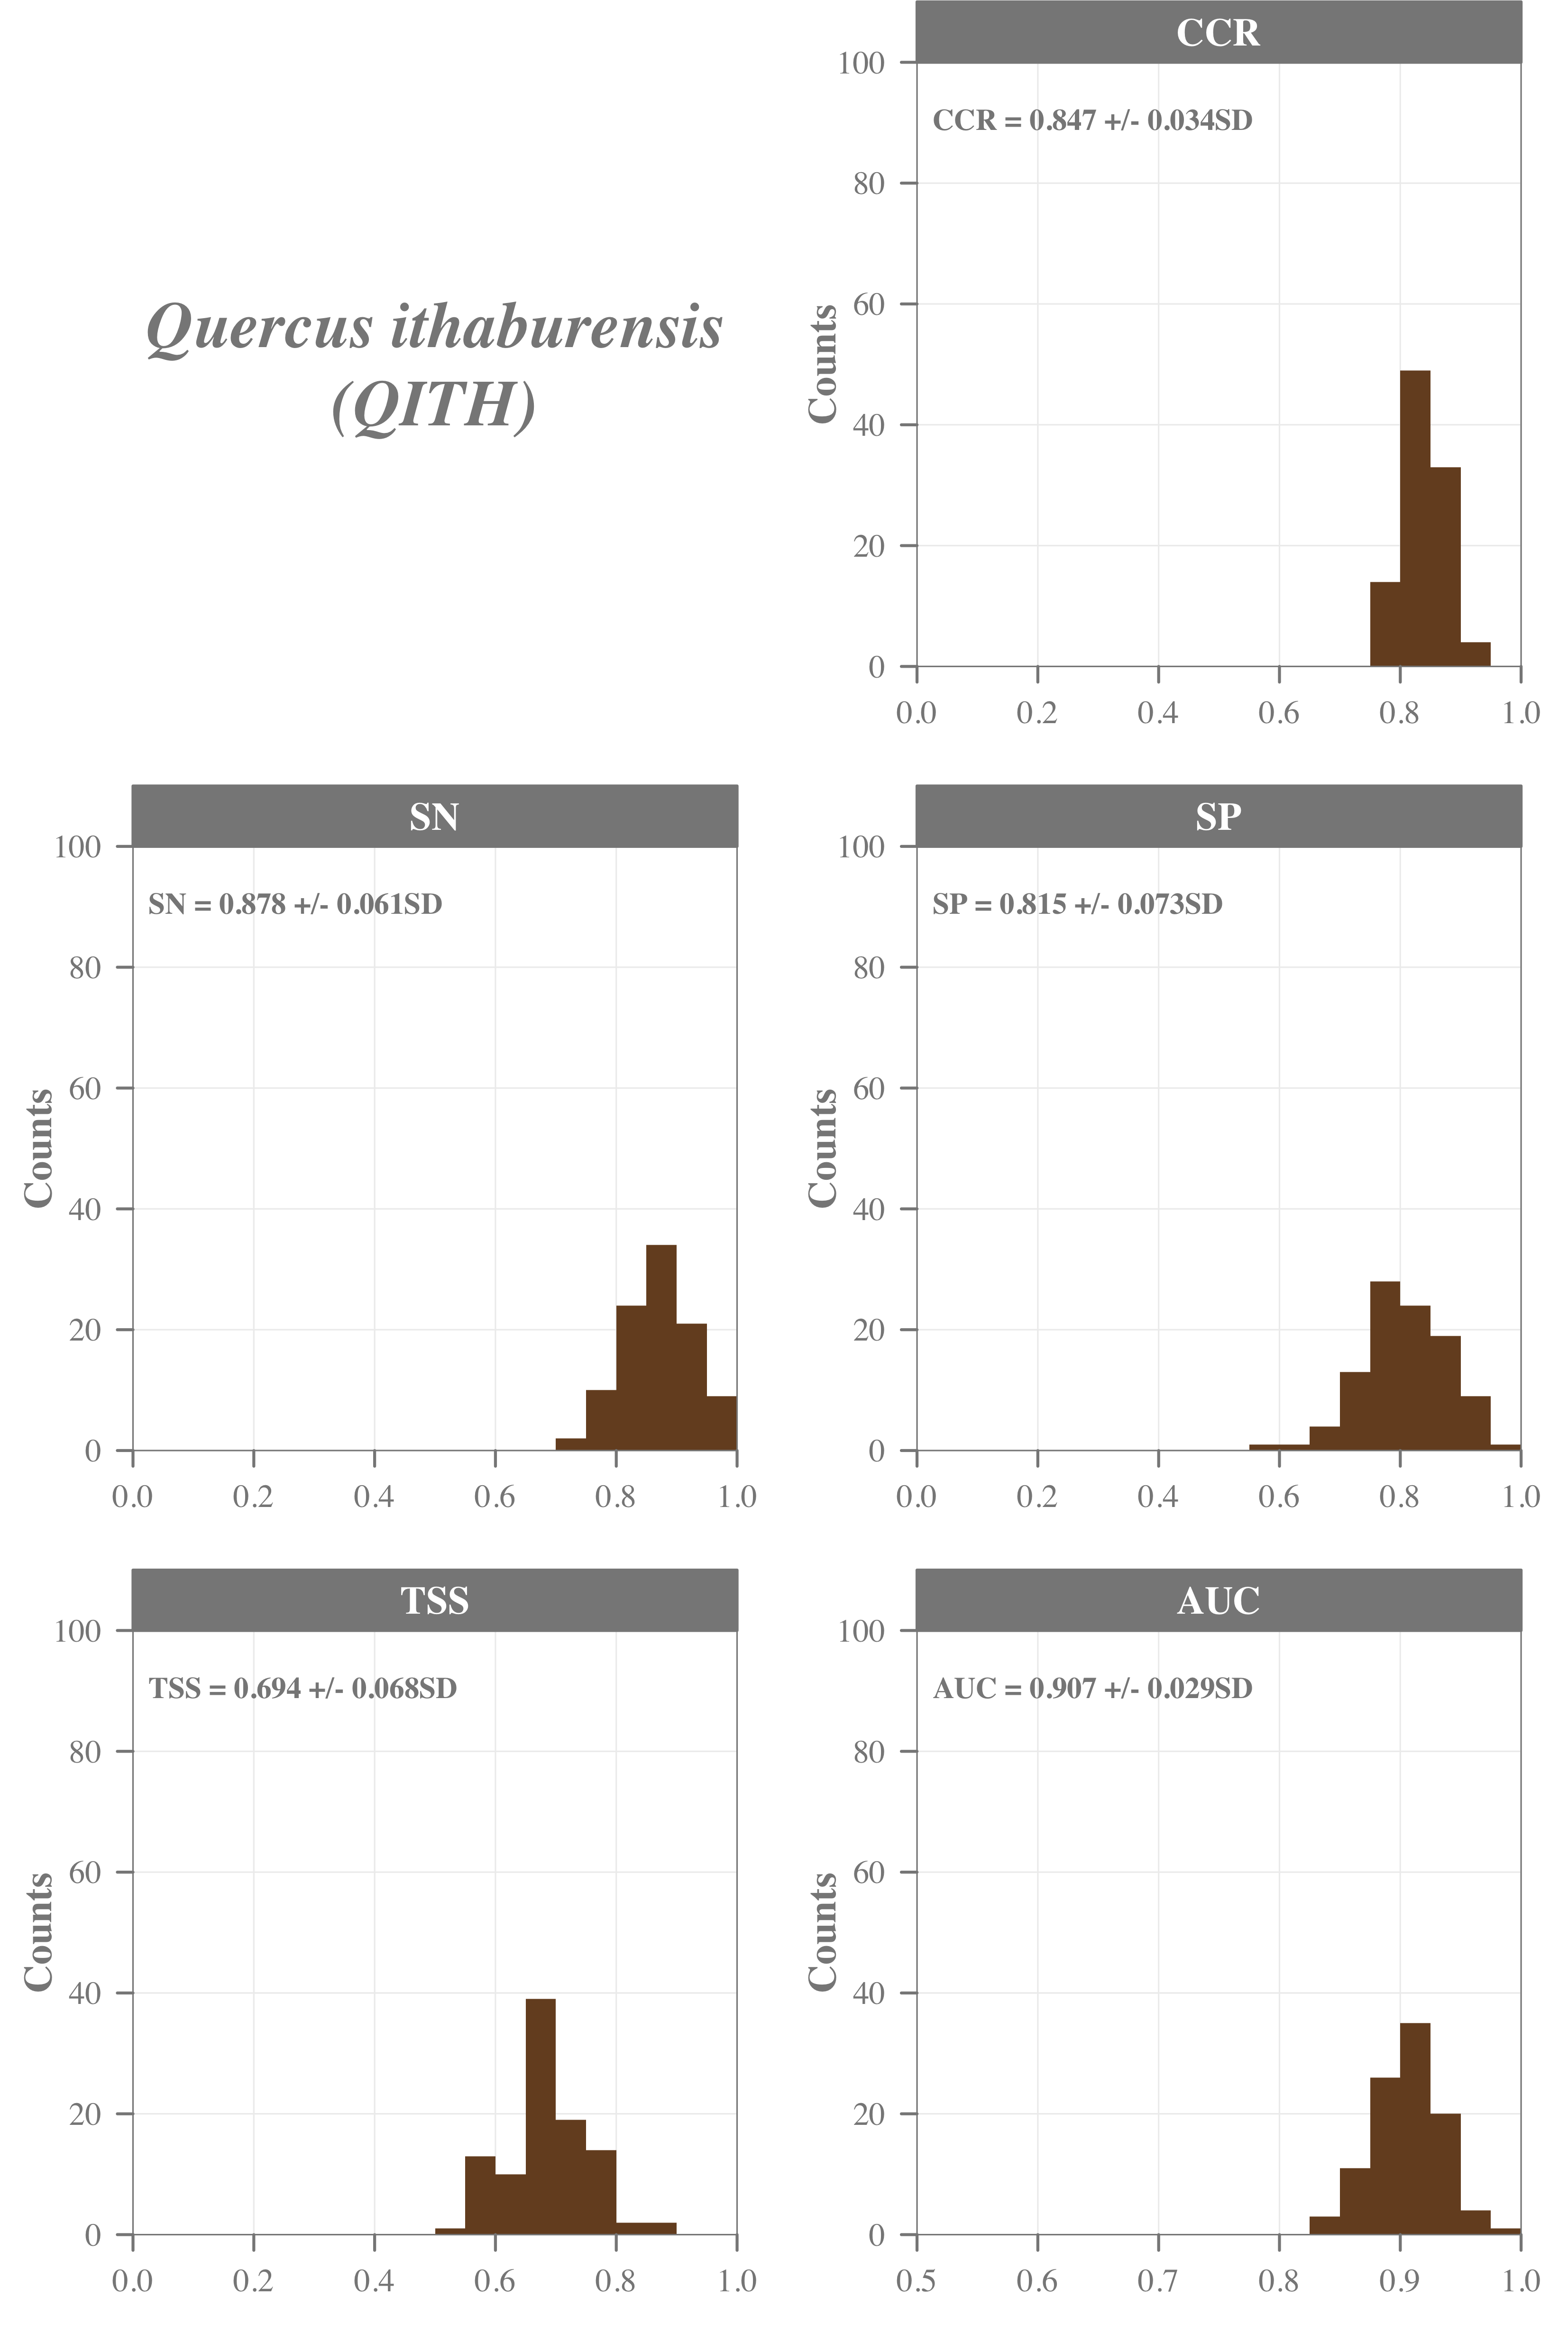 Quercus ithaburensis
(QITH)
CCR
CCR = 0.847 +/- 0.034SD
Counts
100
80
60
40
20
0
0.0 0.2 0.4 0.6 0.8 1.0
SN
SN = 0.878 +/- 0.061SD
Counts
100
80
60
40
20
0
0.0 0.2 0.4 0.6 0.8 1.0
SP
SP = 0.815 +/- 0.073SD
Counts
100
80
60
40
20
0
0.0 0.2 0.4 0.6 0.8 1.0
TSS
TSS = 0.694 +/- 0.068SD
Counts
100
80
60
40
20
0
0.0 0.2 0.4 0.6 0.8 1.0
AUC
AUC = 0.907 +/- 0.029SD
Counts
100
80
60
40
20
0
0.5 0.6 0.7 0.8 0.9 1.0